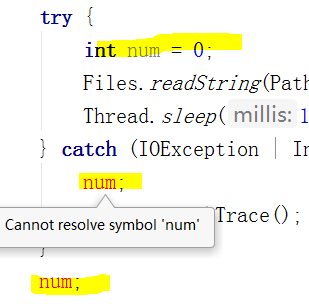 try {
int num = 0;
Files.readString(Path
Thread.sleep( millis: 1
} catch (IOException | In
num;
Cannot resolve symbol 'num'
Trace();
}
num;